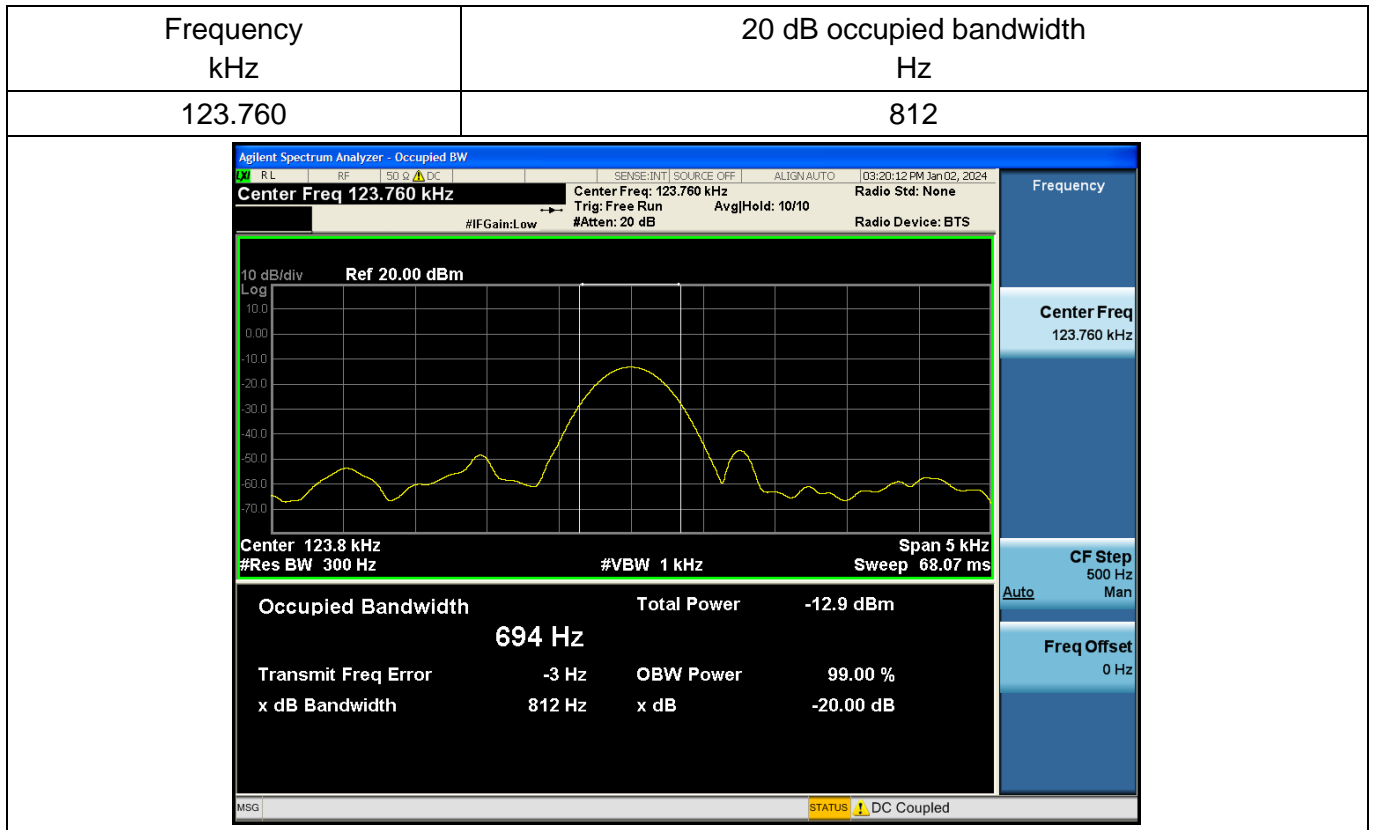 Frequency
kHz
20 dB occupied bandwidth
Hz
123.760
812
Agilent Spectrum Analyzer - Occupied BW
LXI RL RF 50 Ω DC SENSE:INT SOURCE OFF ALIGN AUTO 03:20:12 PM Jan 02, 2024
Center Freq 123.760 kHz
Center Freq: 123.760 kHz
Radio Std: None
Trig: Free Run Avg|Hold: 10/10
#IFGain:Low
#Atten: 20 dB
Radio Device: BTS
10 dB/div Ref 20.00 dBm
Log
10.0
0.00
-10.0
-20.0
-30.0
-40.0
-50.0
-60.0
-70.0
Center 123.8 kHz Span 5 kHz
#Res BW 300 Hz #VBW 1 kHz Sweep 68.07 ms
Occupied Bandwidth Total Power -12.9 dBm
694 Hz
Transmit Freq Error -3 Hz OBW Power 99.00 %
x dB Bandwidth 812 Hz x dB -20.00 dB
Frequency
Center Freq
123.760 kHz
CF Step
500 Hz
Auto Man
Freq Offset
0 Hz
MSG STATUS DC Coupled